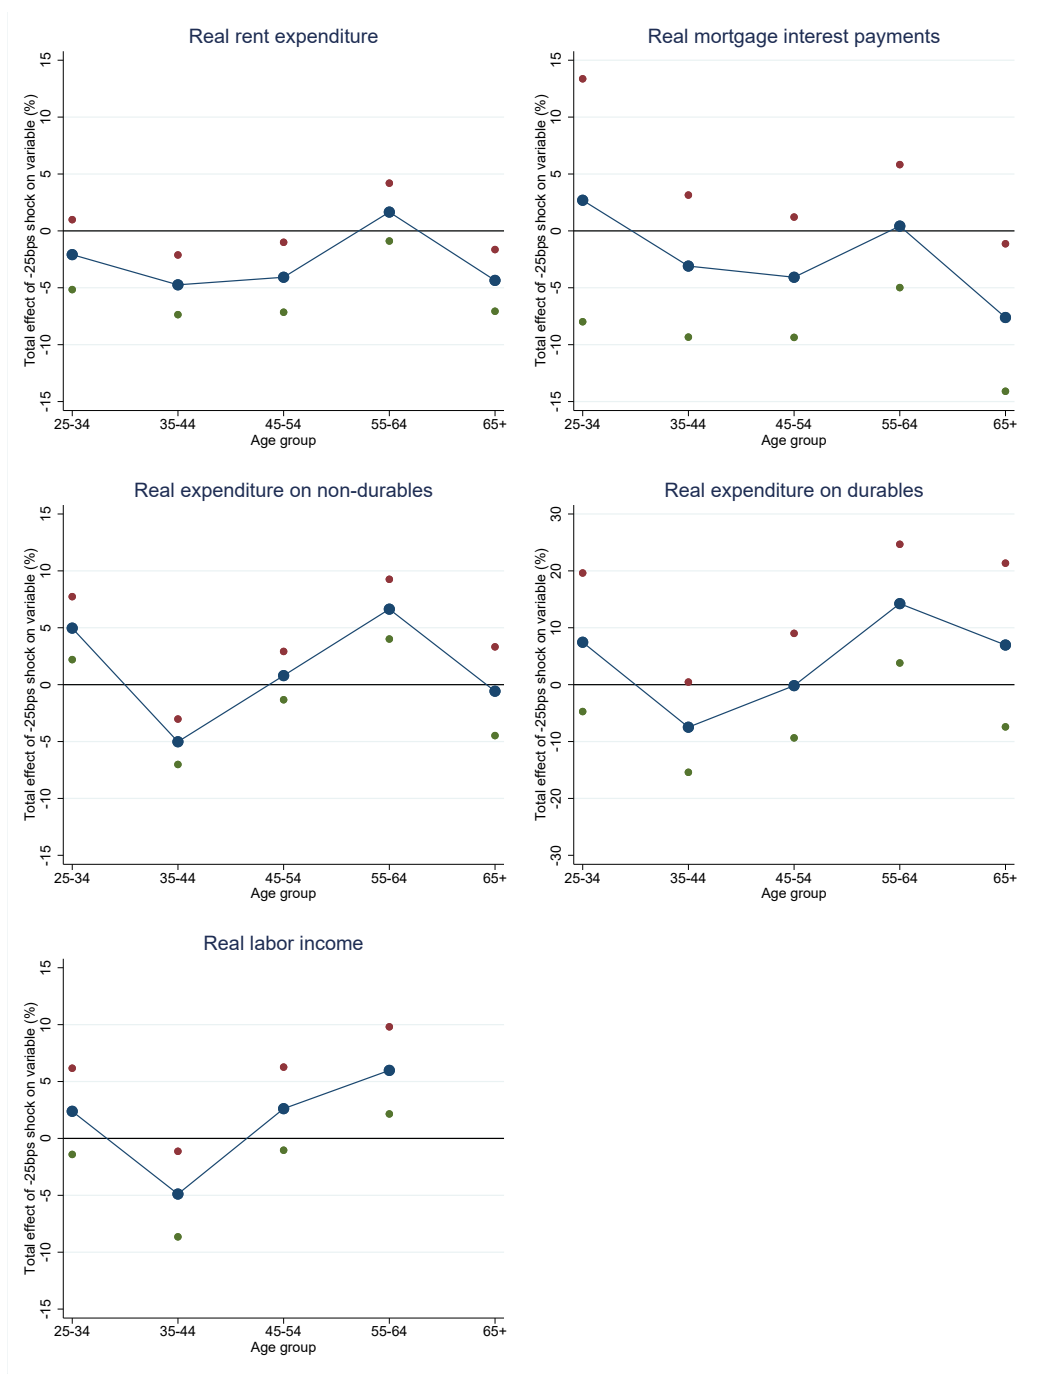 Real rent expenditure
Total effect of -25bps shock on variable (%)
15
10
5
0
-5
-10
-15
25-34 35-44 45-54 55-64 65+
Age group
Real mortgage interest payments
Total effect of -25bps shock on variable (%)
15
10
5
0
-5
-10
-15
25-34 35-44 45-54 55-64 65+
Age group
Real expenditure on non-durables
Total effect of -25bps shock on variable (%)
15
10
5
0
-5
-10
-15
25-34 35-44 45-54 55-64 65+
Age group
Real expenditure on durables
Total effect of -25bps shock on variable (%)
30
20
10
0
-10
-20
-30
25-34 35-44 45-54 55-64 65+
Age group
Real labor income
Total effect of -25bps shock on variable (%)
15
10
5
0
-5
-10
-15
25-34 35-44 45-54 55-64 65+
Age group